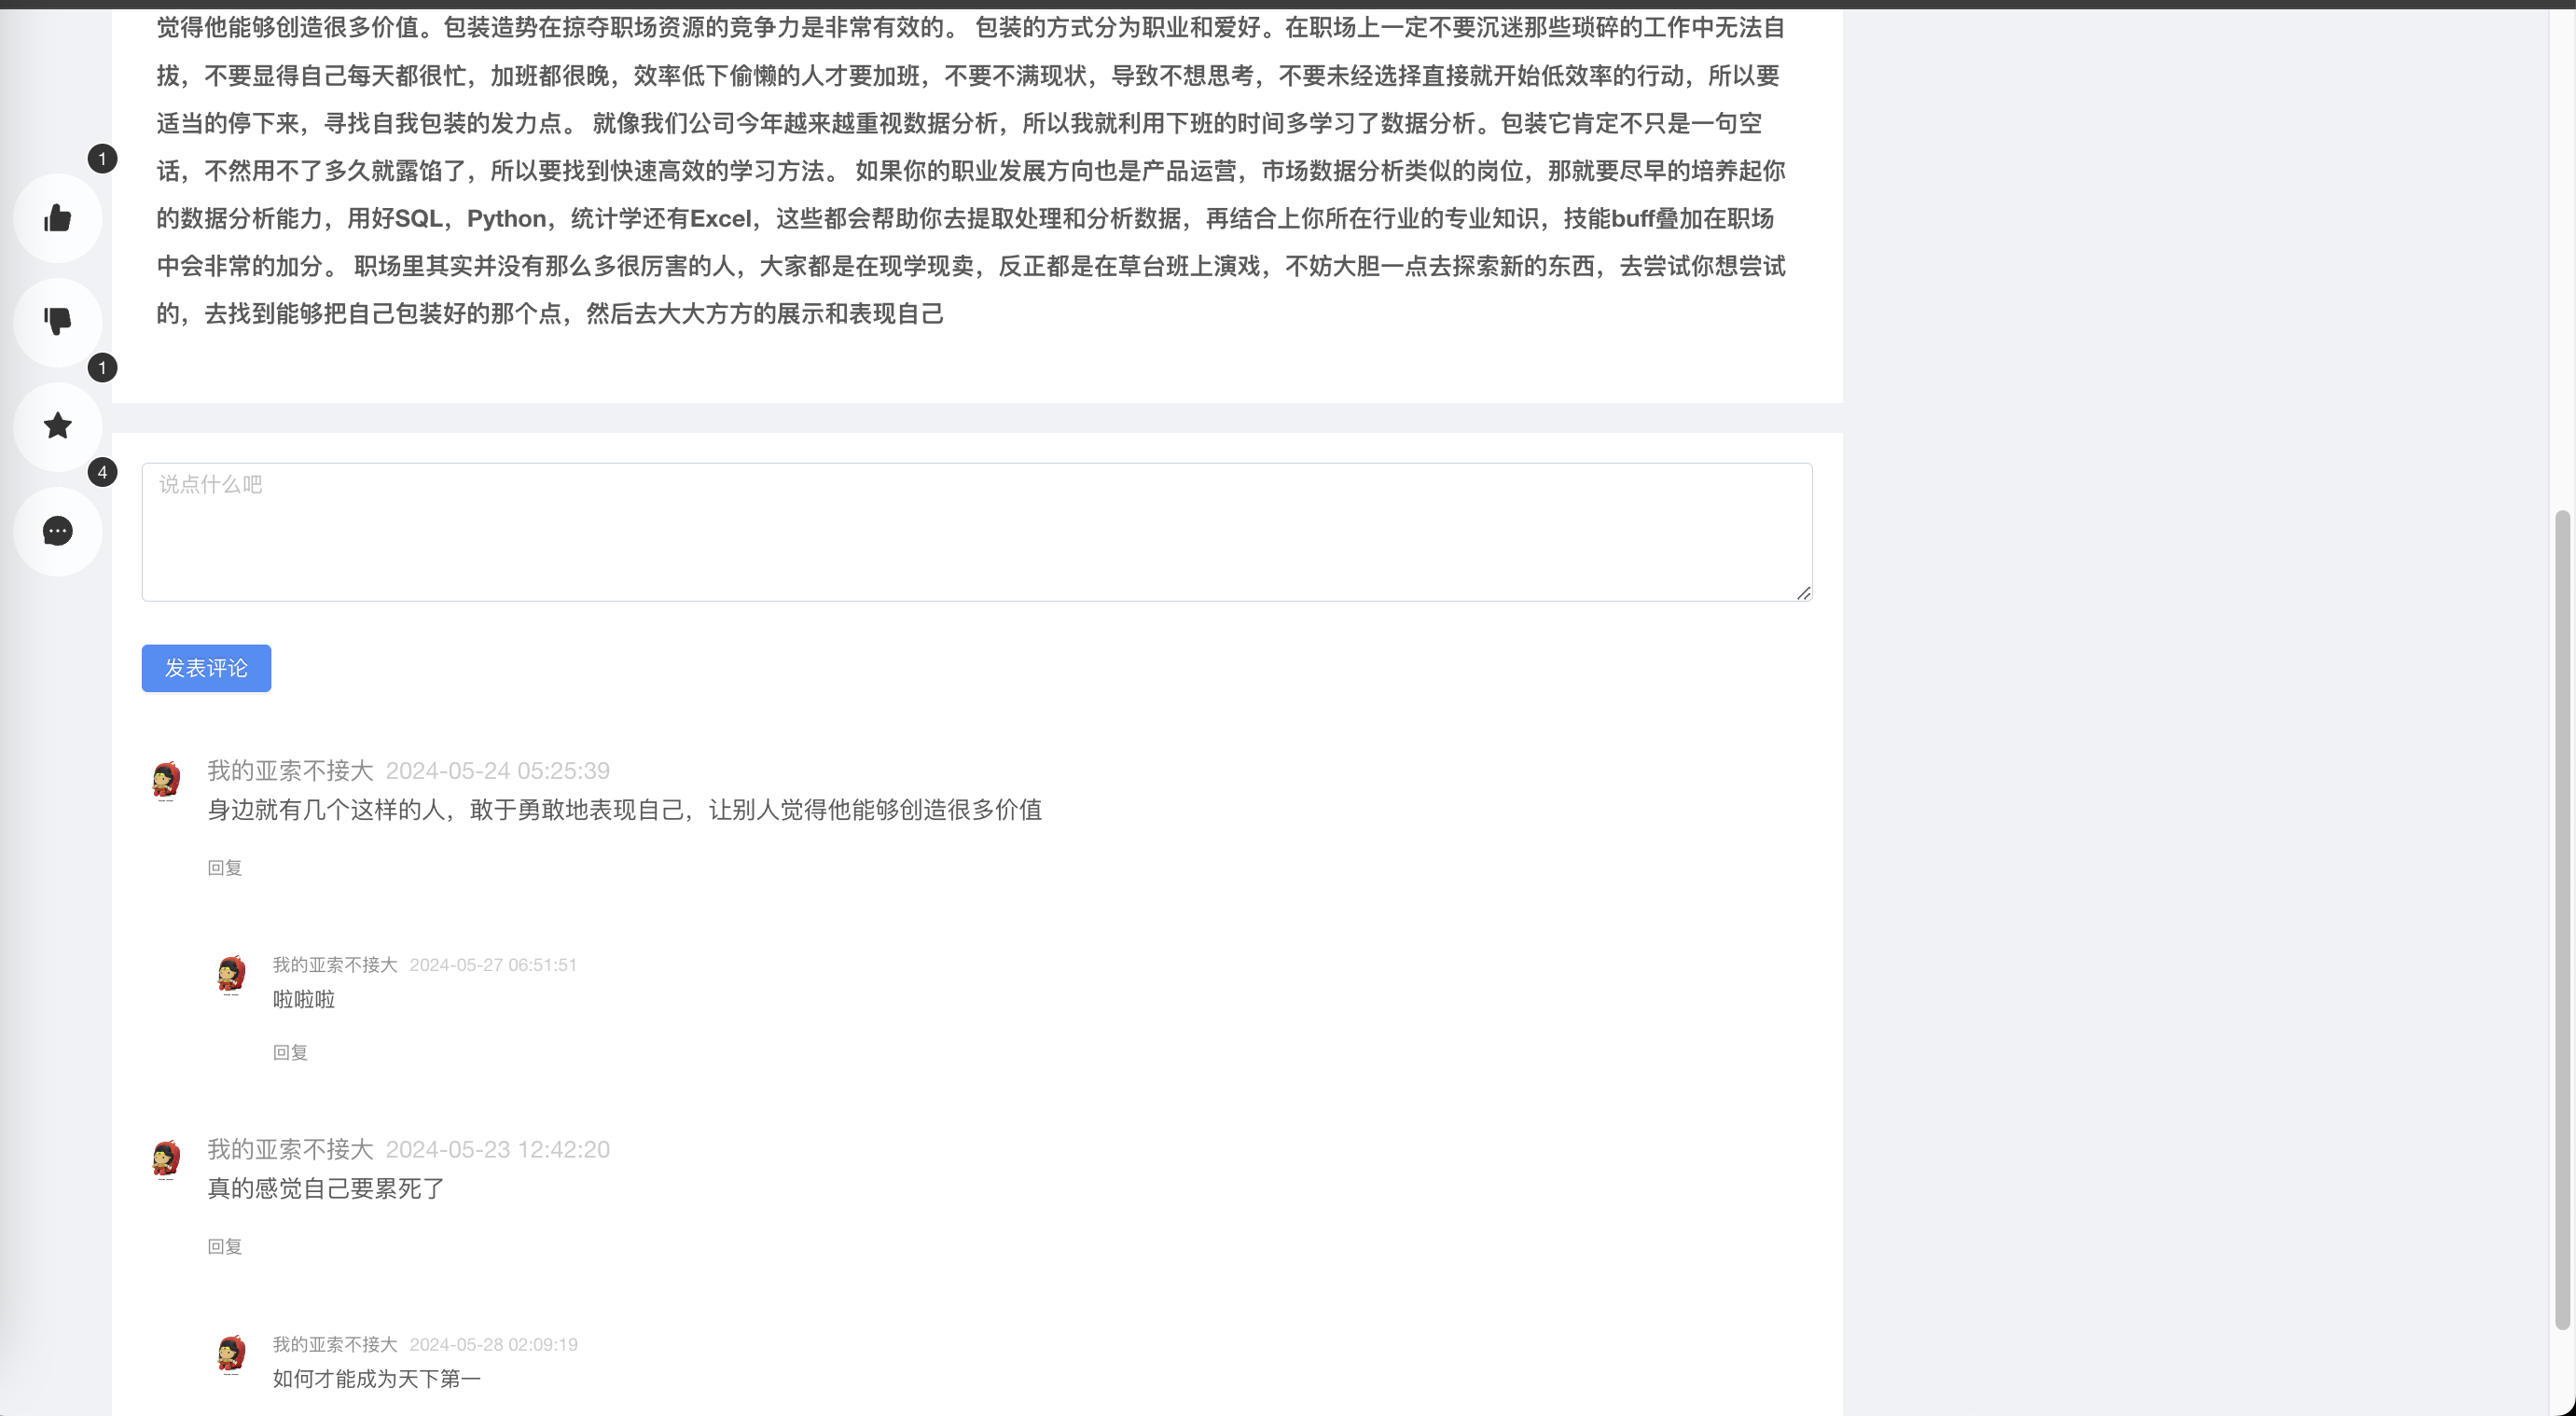 觉得他能够创造很多价值。包装造势在掠夺职场资源的竞争力是非常有效的。 包装的方式分为职业和爱好。在职场上一定不要沉迷那些琐碎的工作中无法自
拔，不要显得自己每天都很忙，加班都很晚，效率低下偷懒的人才要加班，不要不满现状，导致不想思考，不要未经选择直接就开始低效率的行动，所以要
适当的停下来，寻找自我包装的发力点。 就像我们公司今年越来越重视数据分析，所以我就利用下班的时间多学习了数据分析。包装它肯定不只是一句空
话，不然用不了多久就露馅了，所以要找到快速高效的学习方法。 如果你的职业发展方向也是产品运营，市场数据分析类似的岗位，那就要尽早的培养起你
的数据分析能力，用好SQL，Python，统计学还有Excel，这些都会帮助你去提取处理和分析数据，再结合上你所在行业的专业知识，技能buff叠加在职场
中会非常的加分。 职场里其实并没有那么多很厉害的人，大家都是在现学现卖，反正都是在草台班上演戏，不妨大胆一点去探索新的东西，去尝试你想尝试
的，去找到能够把自己包装好的那个点，然后去大大方方的展示和表现自己
1
1
4
说点什么吧
发表评论
我的亚索不接大 2024-05-24 05:25:39
身边就有几个这样的人，敢于勇敢地表现自己，让别人觉得他能够创造很多价值
回复
我的亚索不接大 2024-05-27 06:51:51
啦啦啦
回复
我的亚索不接大 2024-05-23 12:42:20
真的感觉自己要累死了
回复
我的亚索不接大 2024-05-28 02:09:19
如何才能成为天下第一